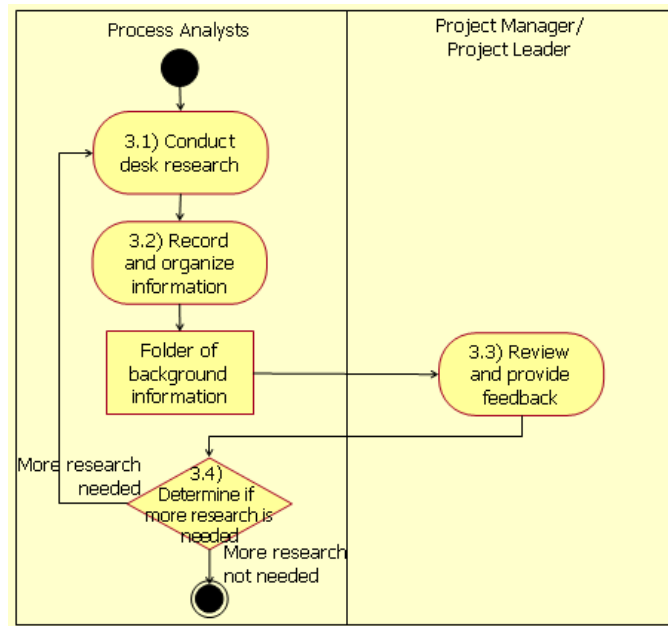 Process Analysts
Project Manager/
Project Leader
3.1) Conduct
desk research
3.2) Record
and organize
information
Folder of
background
information
3.3) Review
and provide
feedback
More research
needed
3.4)
Determine if
more research is
needed
More research
not needed